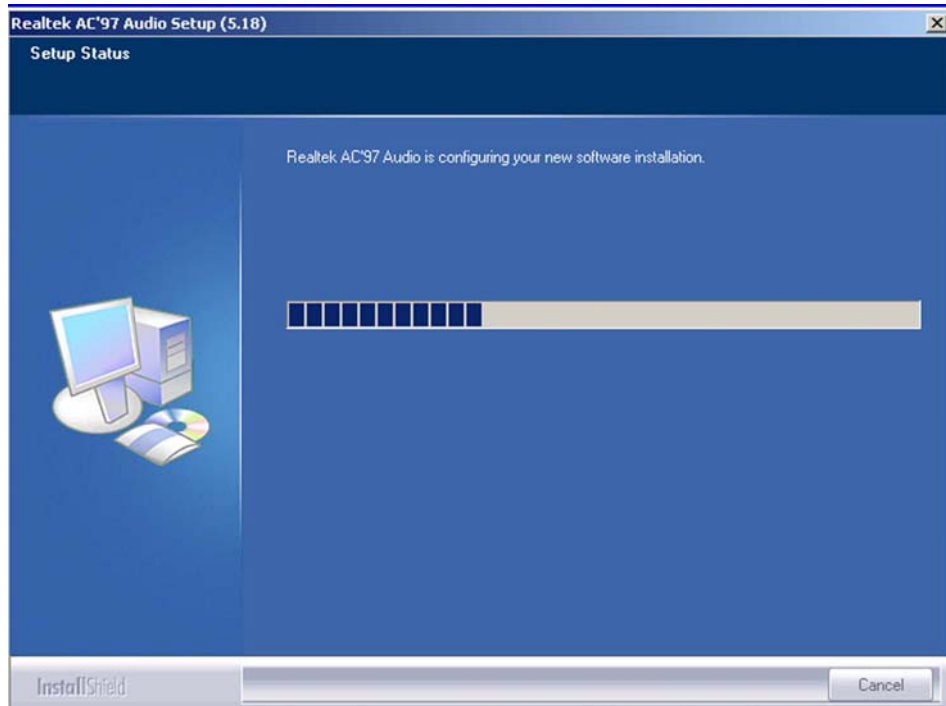 Realtek AC'97 Audio Setup (5.18)
Setup Status
Realtek AC'97 Audio is configuring your new software installation.
InstallShield
Cancel